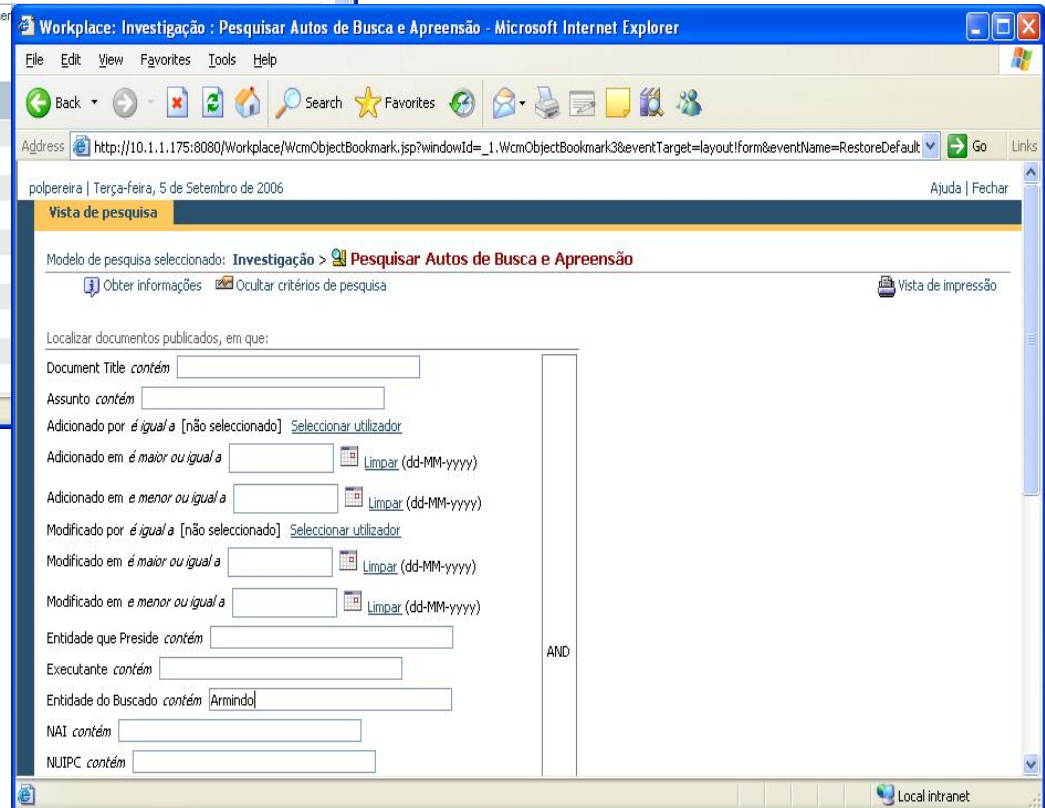 Workplace: Investigação : Pesquisar Autos de Busca e Apreensão - Microsoft Internet Explorer
File Edit View Favorites Tools Help
Back Search Favorites
Address http://10.1.1.175:8080/Workplace/WcmObjectBookmark.jsp?windowId=_1.WcmObjectBookmark3&eventTarget=layout!form&eventName=RestoreDefault Go Links
polpereira | Terça-feira, 5 de Setembro de 2006 Ajuda | Fechar
Vista de pesquisa
Modelo de pesquisa seleccionado: Investigação > Pesquisar Autos de Busca e Apreensão
Obter informações Ocultar critérios de pesquisa Vista de impressão
Localizar documentos publicados, em que:
Document Title contém
Assunto contém
Adicionado por é igual a [não seleccionado] Seleccionar utilizador
Adicionado em é maior ou igual a Limpar (dd-MM-yyyy)
Adicionado em e menor ou igual a Limpar (dd-MM-yyyy)
Modificado por é igual a [não seleccionado] Seleccionar utilizador
Modificado em é maior ou igual a Limpar (dd-MM-yyyy)
Modificado em e menor ou igual a Limpar (dd-MM-yyyy)
Entidade que Preside contém
AND
Executante contém
Entidade do Buscado contém Armindo
NAI contém
NUIPC contém
Local intranet